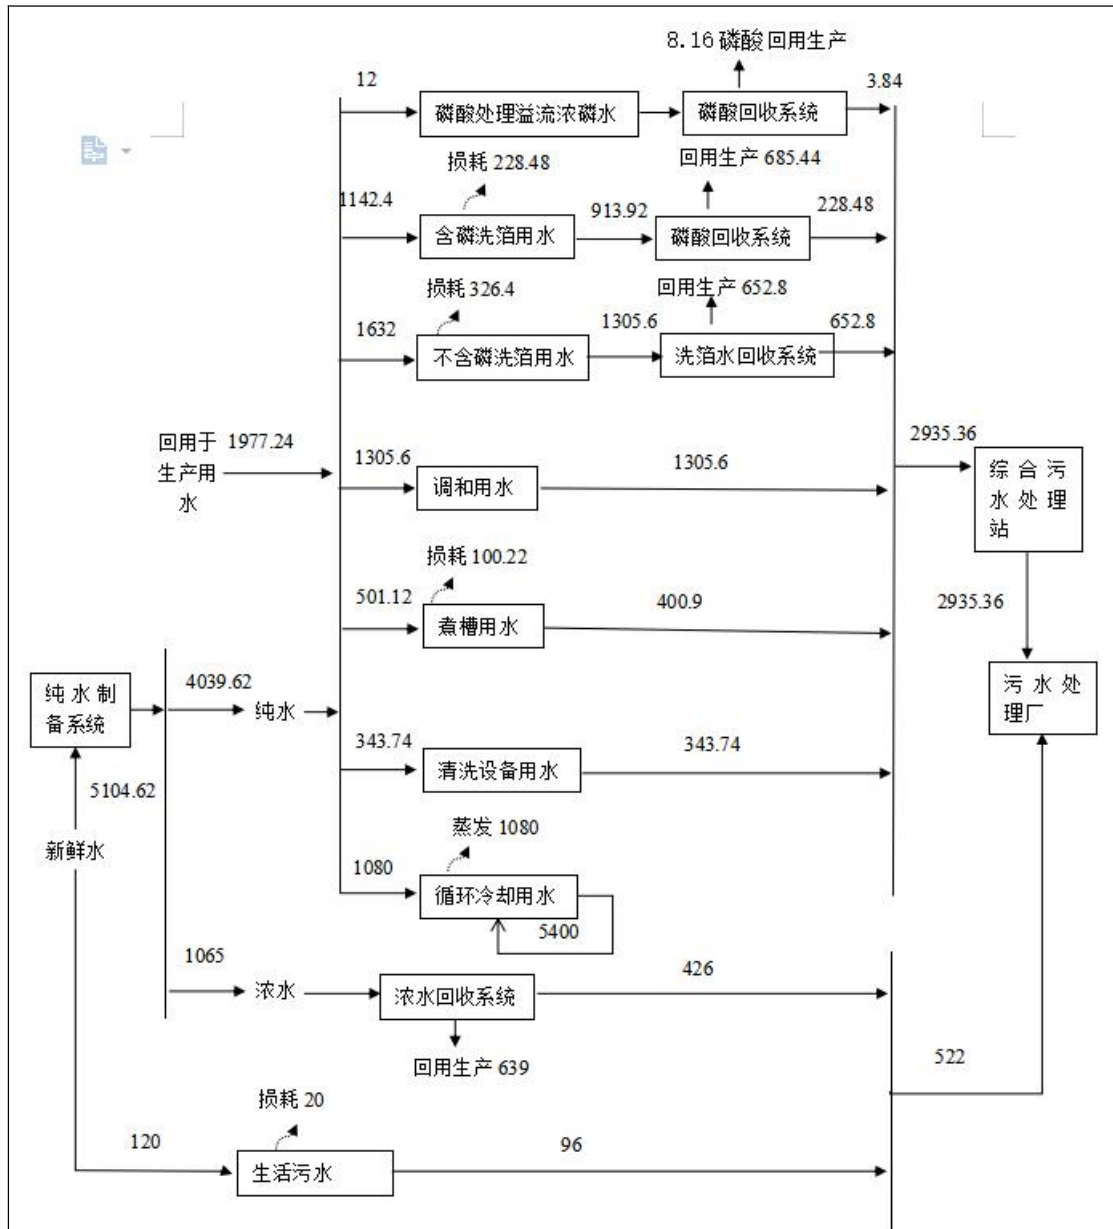 8.16 磷酸回用生产
12
磷酸处理溢流浓磷水
磷酸回收系统
3.84
损耗 228.48
回用生产 685.44
1142.4
含磷洗箔用水
913.92
磷酸回收系统
228.48
损耗 326.4
回用生产 652.8
1632
不含磷洗箔用水
1305.6
洗箔水回收系统
652.8
回用于
生产用
水
1977.24
1305.6
调和用水
1305.6
2935.36
综合污
水处理
站
损耗 100.22
501.12
煮槽用水
400.9
2935.36
污水处
理厂
纯水制
备系统
4039.62
纯水
343.74
清洗设备用水
343.74
5104.62
新鲜水
蒸发 1080
1080
循环冷却用水
5400
1065
浓水
浓水回收系统
426
回用生产 639
522
损耗 20
120
生活污水
96